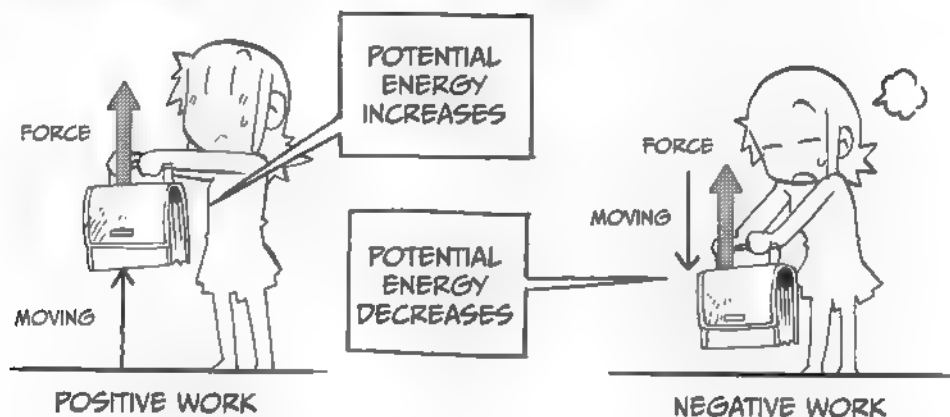 POTENTIAL
ENERGY
INCREASES
FORCE
MOVING
POSITIVE WORK
FORCE
MOVING
POTENTIAL
ENERGY
DECREASES
NEGATIVE WORK